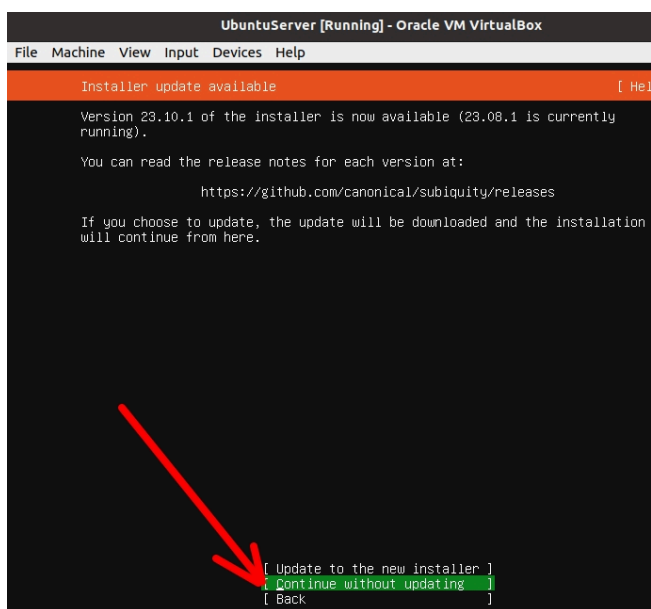 UbuntuServer [Running] - Oracle VM VirtualBox
File Machine View Input Devices Help
Installer update available [ Hel
Version 23.10.1 of the installer is now available (23.08.1 is currently
running).
You can read the release notes for each version at:
https://github.com/canonical/subiquity/releases
If you choose to update, the update will be downloaded and the installation
will continue from here.
[ Update to the new installer ]
[ Continue without updating ]
[ Back ]